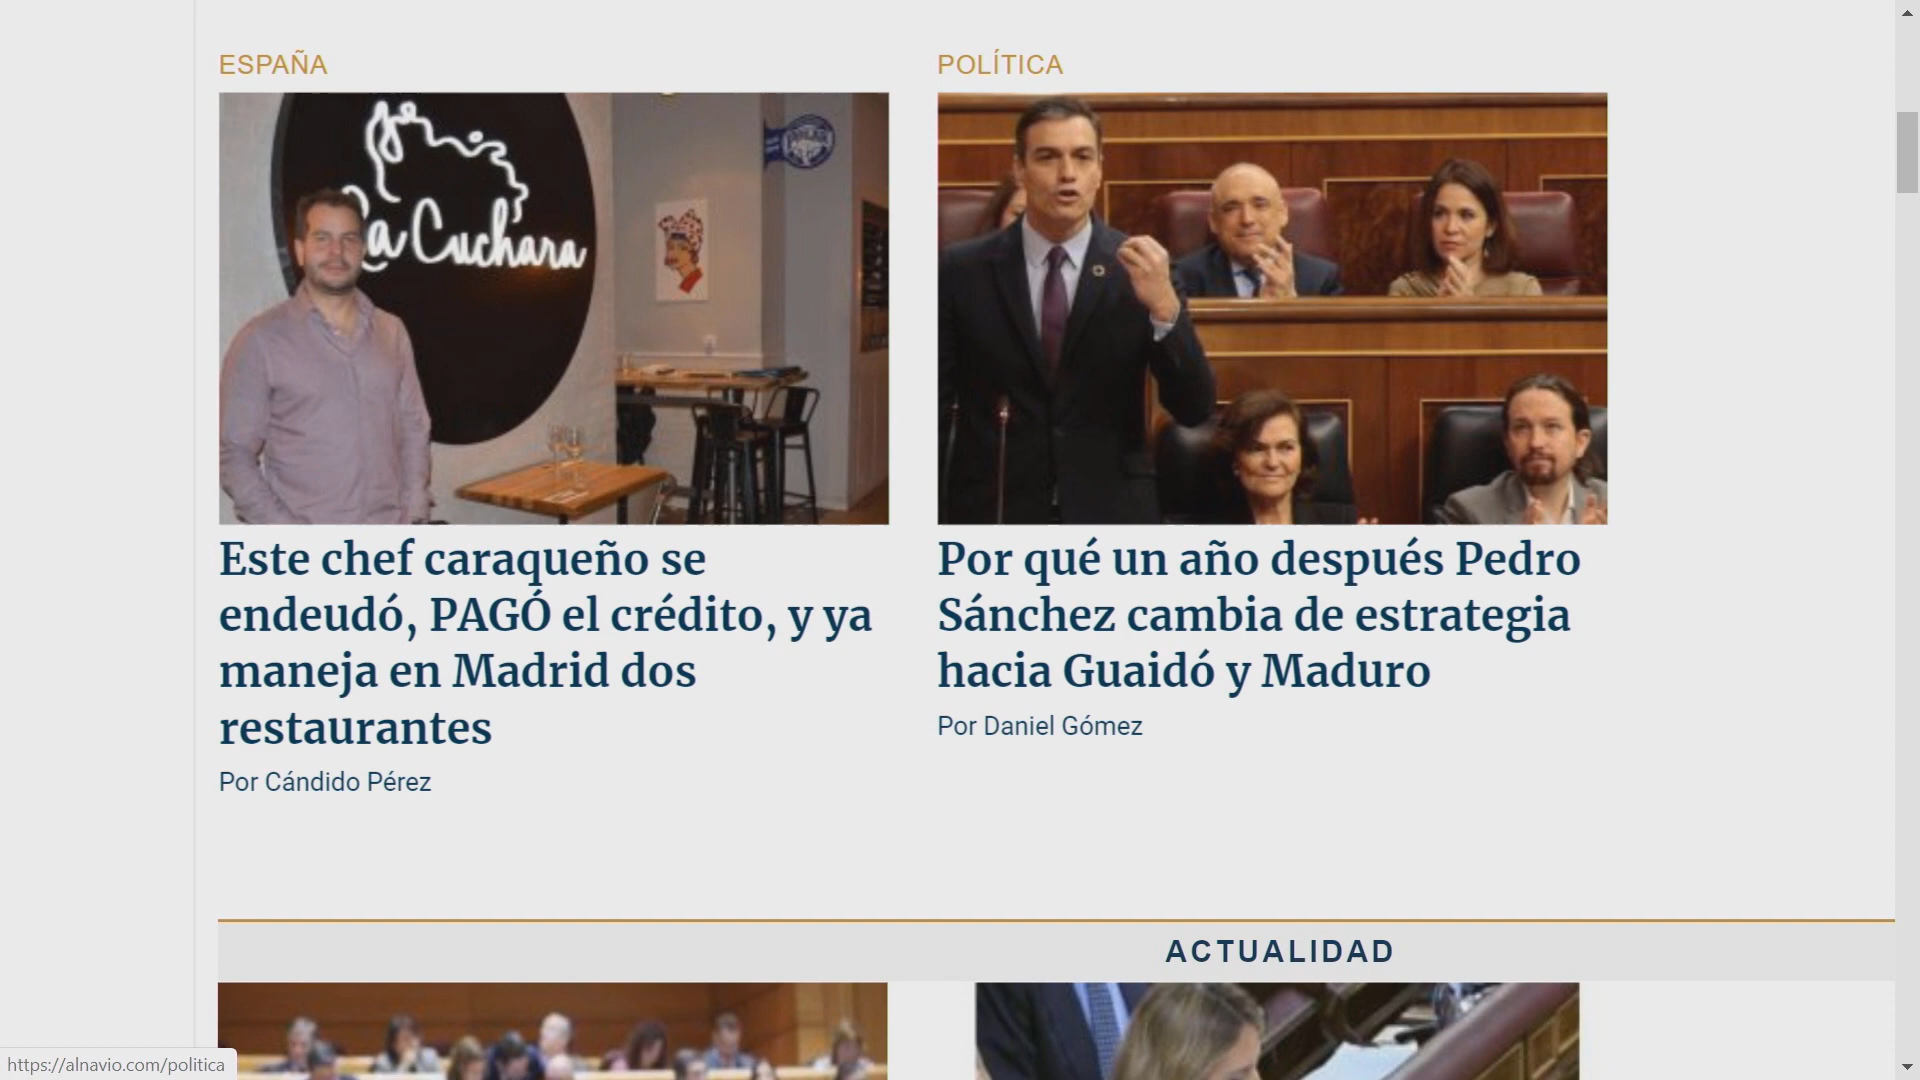 ESPAÑA
La Cuchara
Este chef caraqueño se
endeudó, PAGÓ el crédito, y ya
maneja en Madrid dos
restaurantes
Por Cándido Pérez
POLÍTICA
Por qué un año después Pedro
Sánchez cambia de estrategia
hacia Guaidó y Maduro
Por Daniel Gómez
ACTUALIDAD
https://alnavio.com/politica